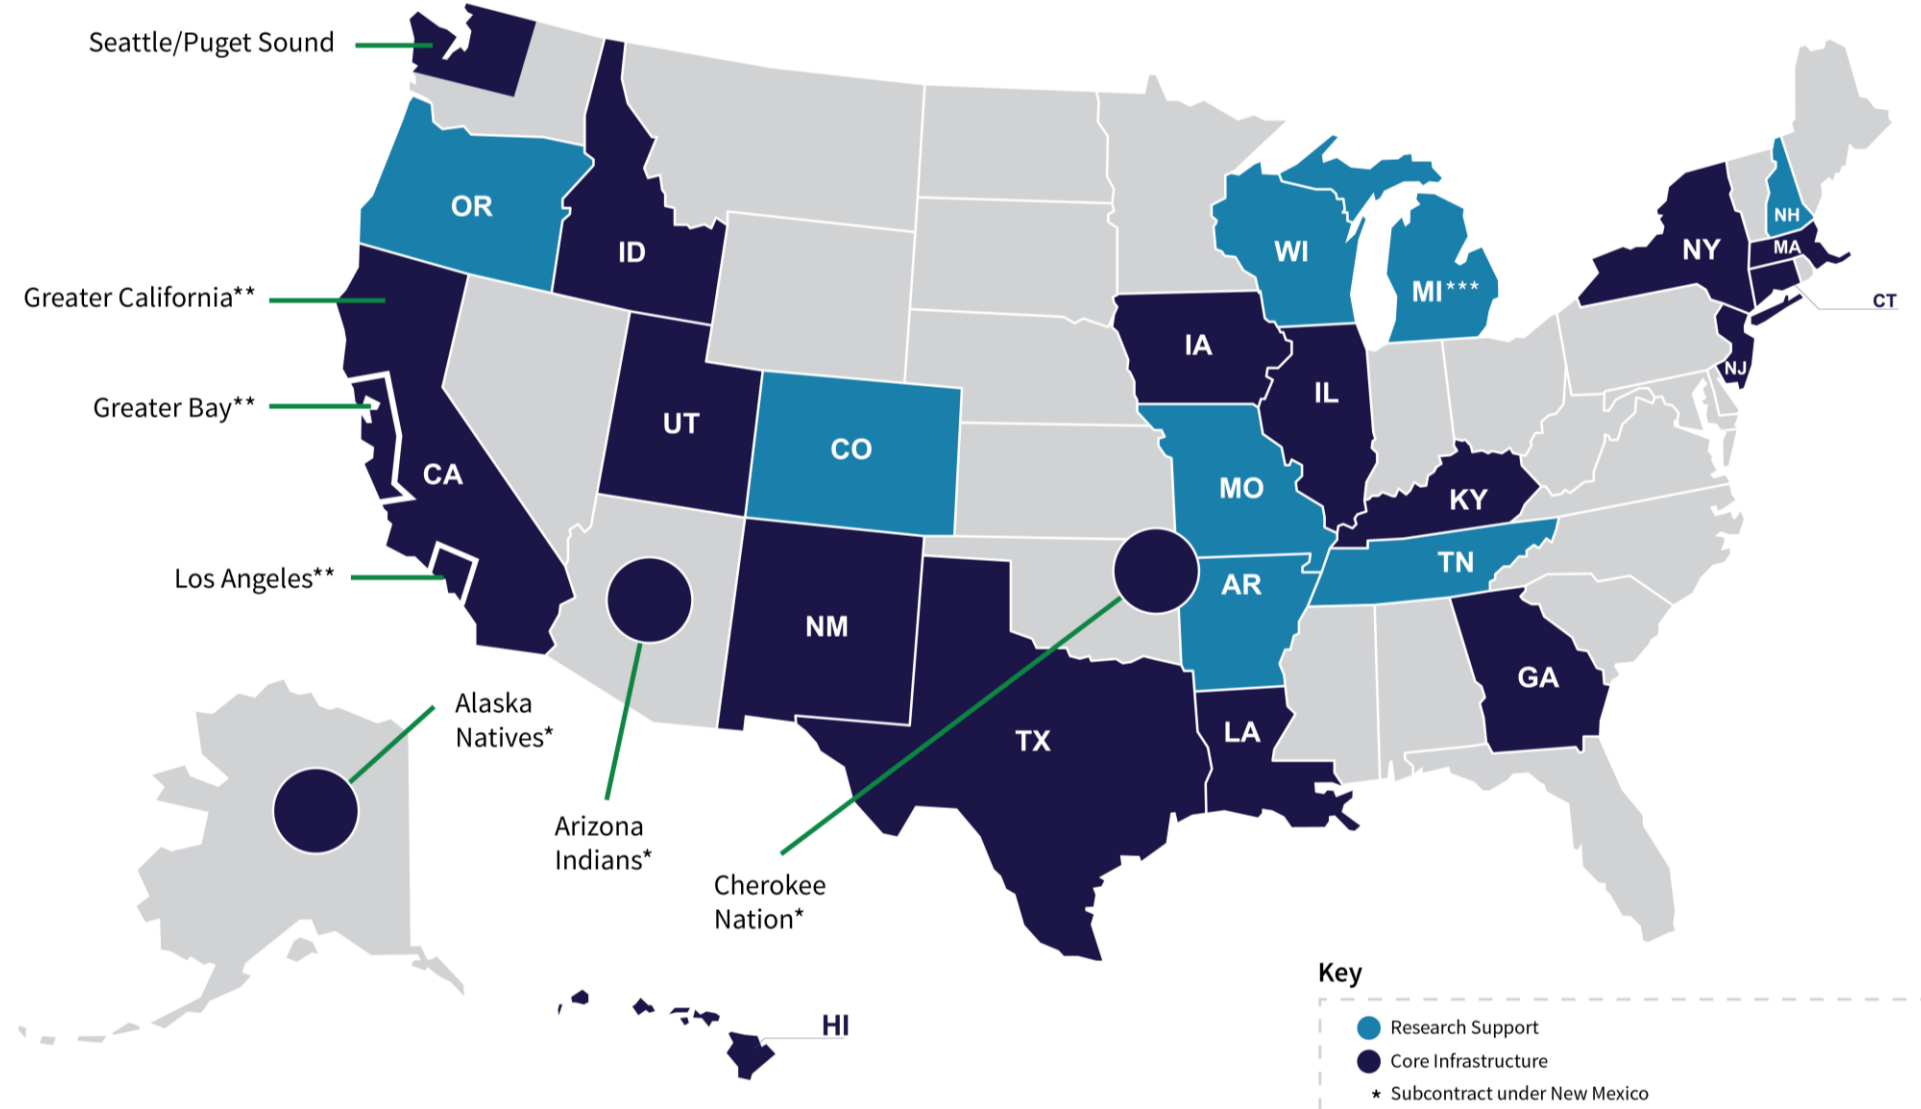 Seattle/Puget Sound
OR
ID
WI
MI***
NH
NY
MA
CT
Greater California**
IA
NJ
IL
Greater Bay**
UT
CO
CA
MO
KY
TN
Los Angeles**
AR
NM
GA
Alaska
Natives*
TX
LA
Arizona
Indians*
Cherokee
Nation*
HI
Key
Research Support
Core Infrastructure
* Subcontract under New Mexico